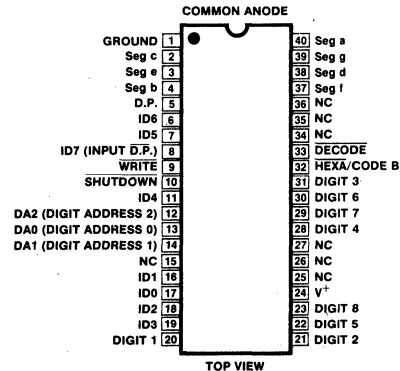 COMMON ANODE
GROUND 1 40 Seg a
Seg c 2 39 Seg g
Seg e 3 38 Seg d
Seg b 4 37 Seg f
D.P. 5 36 NC
ID6 6 35 NC
ID5 7 34 NC
ID7 (INPUT D.P.) 8 33 DECODE
WRITE 9 32 HEXA/CODE B
SHUTDOWN 10 31 DIGIT 3
ID4 11 30 DIGIT 6
DA2 (DIGIT ADDRESS 2) 12 29 DIGIT 7
DA0 (DIGIT ADDRESS 0) 13 28 DIGIT 4
DA1 (DIGIT ADDRESS 1) 14 27 NC
NC 15 26 NC
ID1 16 25 NC
ID0 17 24 V+
ID2 18 23 DIGIT 8
ID3 19 22 DIGIT 5
DIGIT 1 20 21 DIGIT 2
TOP VIEW